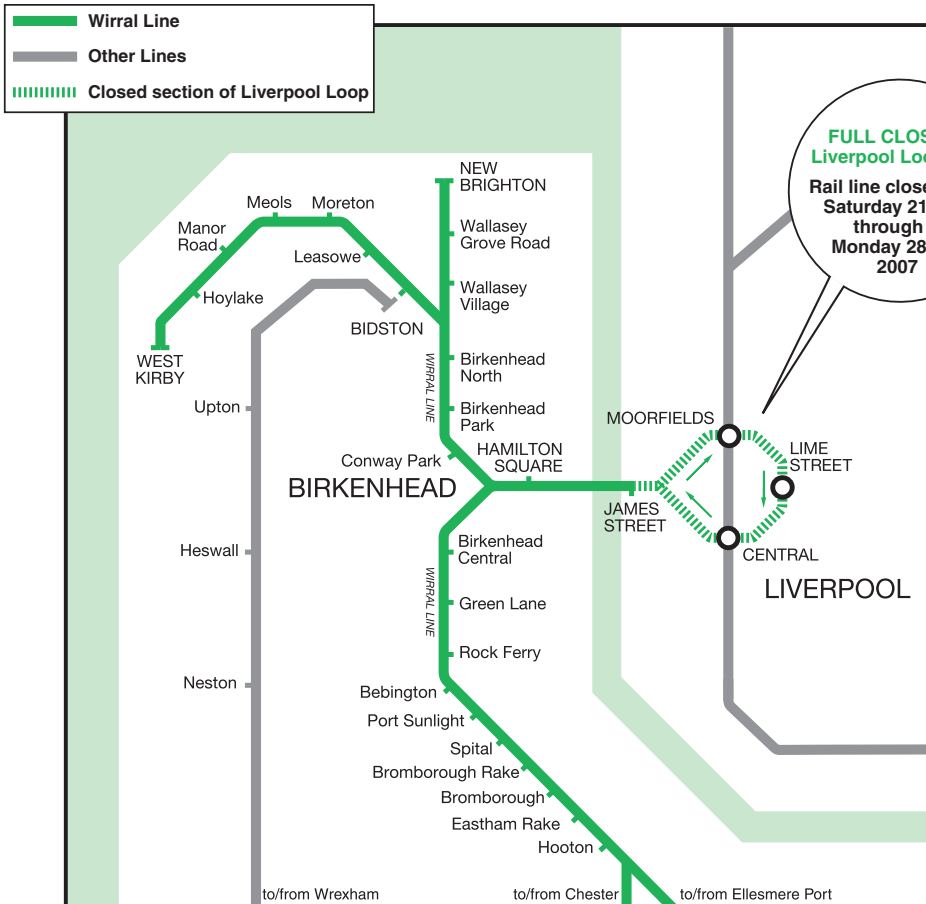 Wirral Line
Other Lines
Closed section of Liverpool Loop
FULL CLOS
Liverpool Loo
Rail line close
Saturday 21
through
Monday 28
2007
NEW
BRIGHTON
Meols
Moreton
Manor
Road
Wallasey
Grove Road
Leasowe
Hoylake
Wallasey
Village
BIDSTON
WEST
KIRBY
WIRRAL LINE
Birkenhead
North
Upton
Birkenhead
Park
MOORFIELDS
HAMILTON
SQUARE
LIME
STREET
Conway Park
BIRKENHEAD
JAMES
STREET
Birkenhead
Central
CENTRAL
Heswall
LIVERPOOL
WIRRAL LINE
Green Lane
Rock Ferry
Neston
Bebington
Port Sunlight
Spital
Bromborough Rake
Bromborough
Eastham Rake
Hooton
to/from Wrexham
to/from Chester
to/from Ellesmere Port